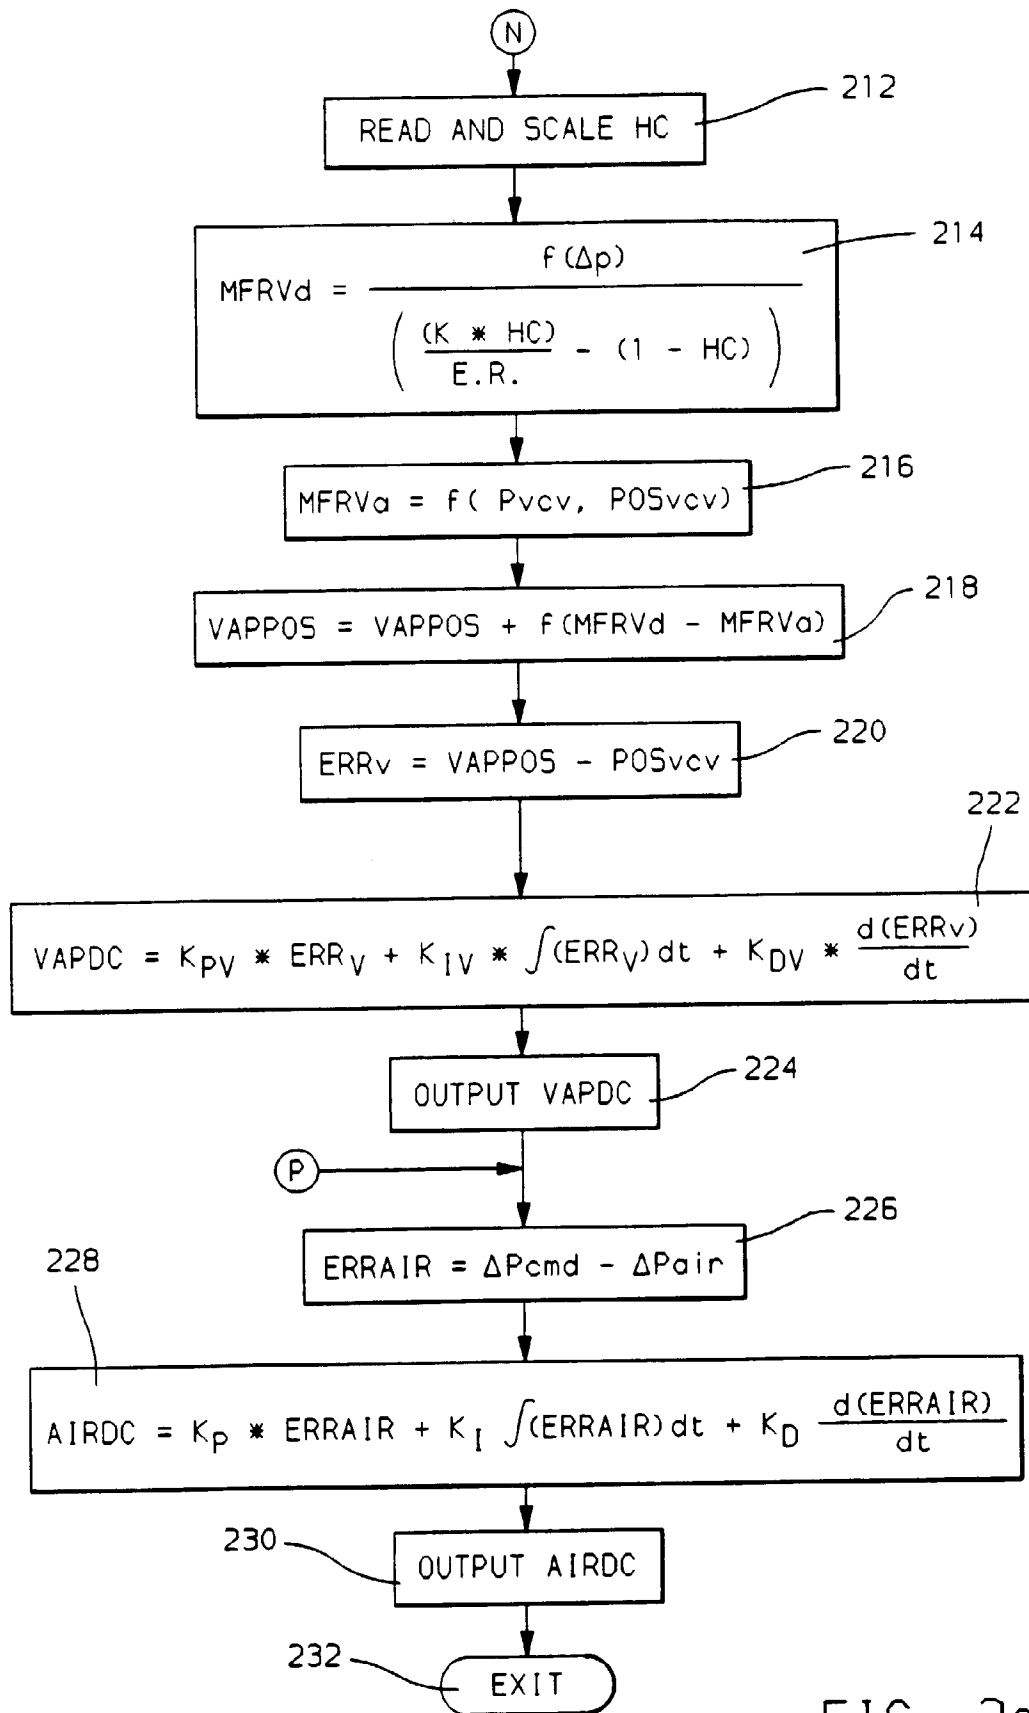 N
READ AND SCALE HC
212
MFRVd = f(Δp) / ( (K * HC) / E.R. - (1 - HC) )
214
MFRVa = f( Pvcv, POSvcv)
216
VAPPOS = VAPPOS + f(MFRVd - MFRVa)
218
ERRv = VAPPOS - POSvcv
220
222
VAPDC = KPV * ERRV + KIV * ∫(ERRV) dt + KDV * d(ERRv) / dt
OUTPUT VAPDC
224
P
ERRAIR = ΔPcmd - ΔPair
226
228
AIRDC = KP * ERRAIR + KI ∫(ERRAIR) dt + KD d(ERRAIR) / dt
230
OUTPUT AIRDC
232
EXIT